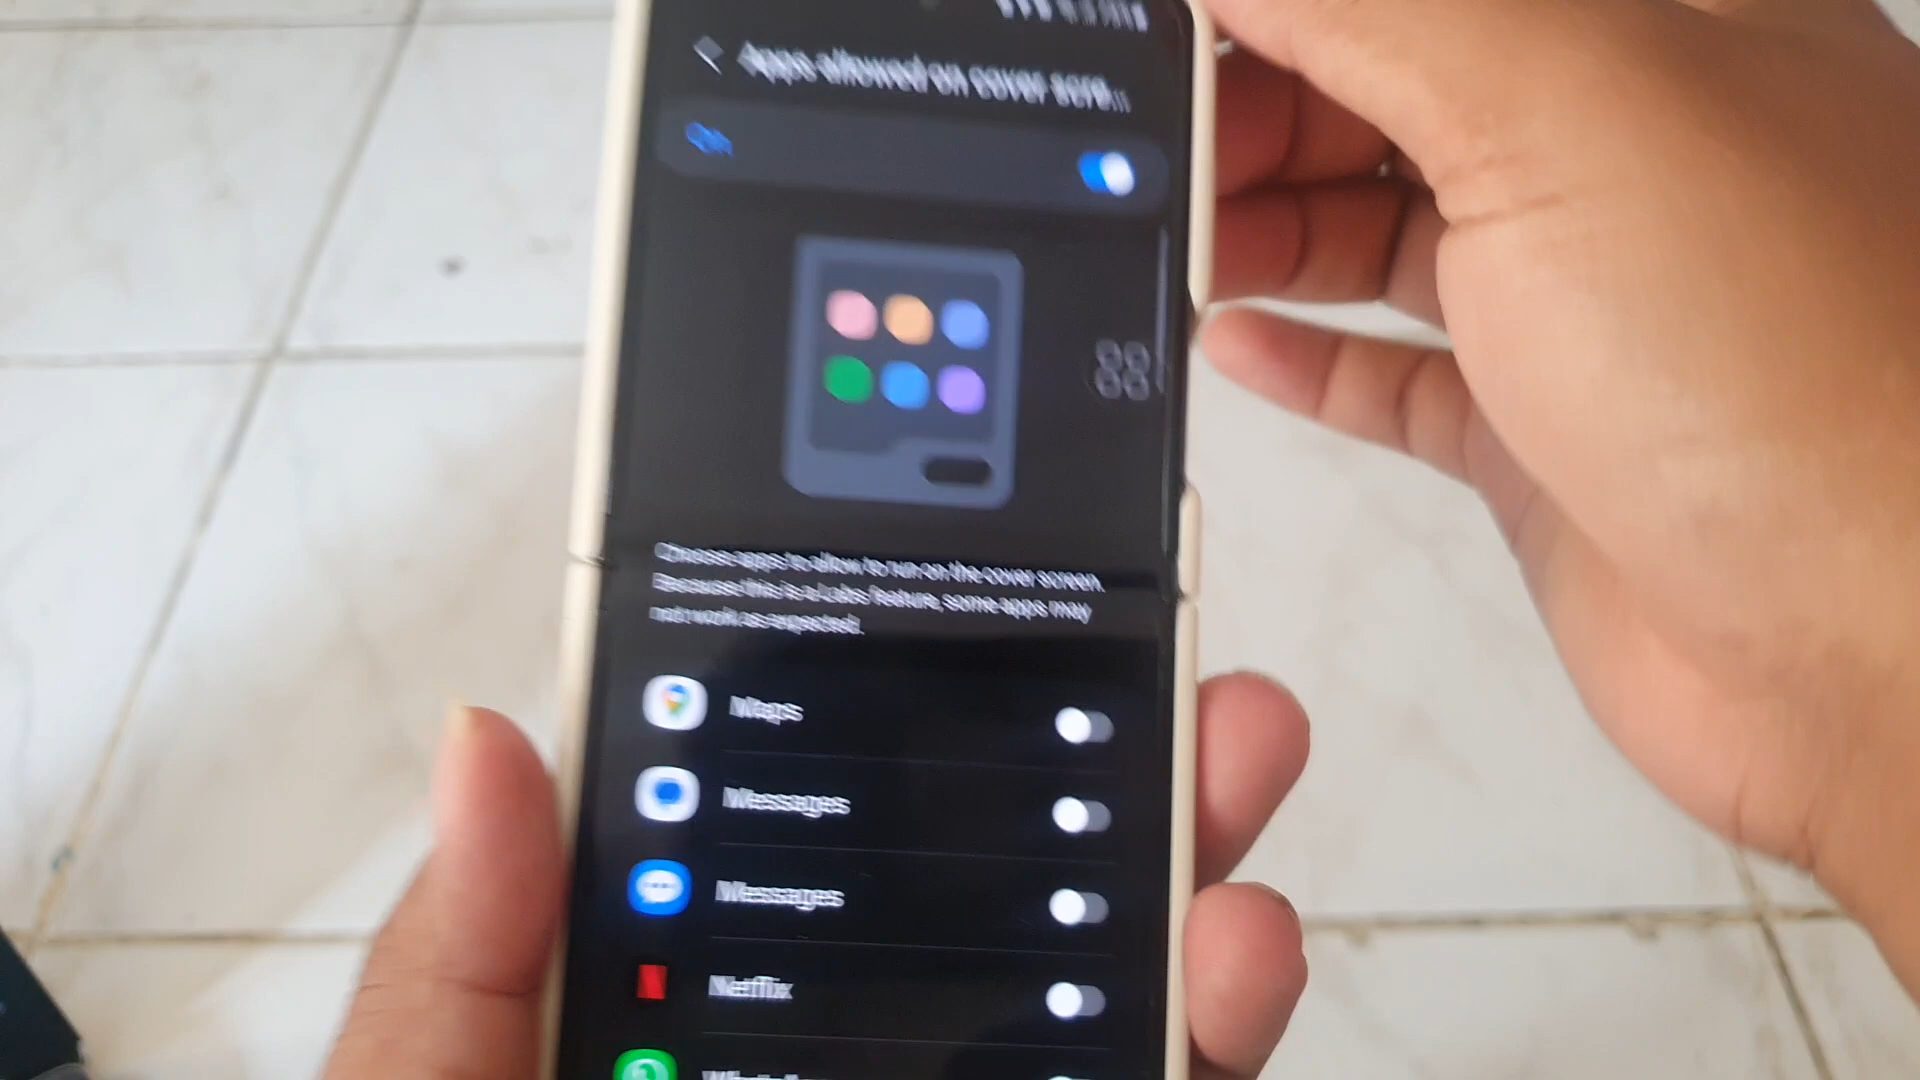 Apps allowed on cover scre...
On
Choose apps to allow to run on the cover screen.
Because this is a Labs feature, some apps may
not work as expected.
Maps
Messages
Messages
Netflix